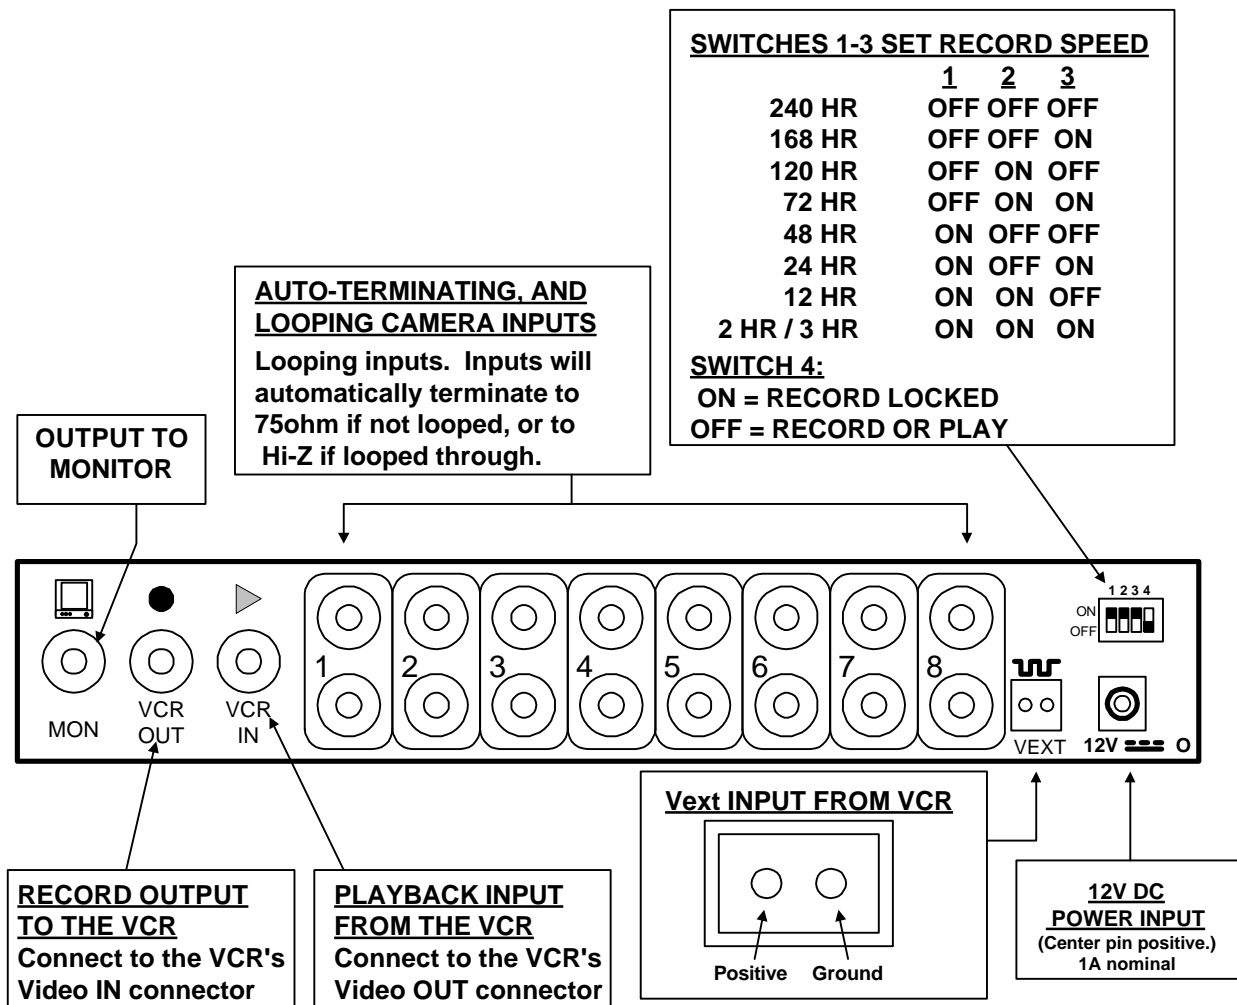 SWITCHES 1-3 SET RECORD SPEED
1 2 3
240 HR OFF OFF OFF
168 HR OFF OFF ON
120 HR OFF ON OFF
72 HR OFF ON ON
48 HR ON OFF OFF
24 HR ON OFF ON
12 HR ON ON OFF
2 HR / 3 HR ON ON ON
SWITCH 4:
ON = RECORD LOCKED
OFF = RECORD OR PLAY
AUTO-TERMINATING, AND
LOOPING CAMERA INPUTS
Looping inputs. Inputs will
automatically terminate to
75ohm if not looped, or to
Hi-Z if looped through.
OUTPUT TO
MONITOR
1 2 3 4
ON
OFF
1 2 3 4 5 6 7 8
MON
VCR
OUT
VCR
IN
VEXT
12V O
Vext INPUT FROM VCR
Positive Ground
RECORD OUTPUT
TO THE VCR
Connect to the VCR's
Video IN connector
PLAYBACK INPUT
FROM THE VCR
Connect to the VCR's
Video OUT connector
12V DC
POWER INPUT
(Center pin positive.)
1A nominal